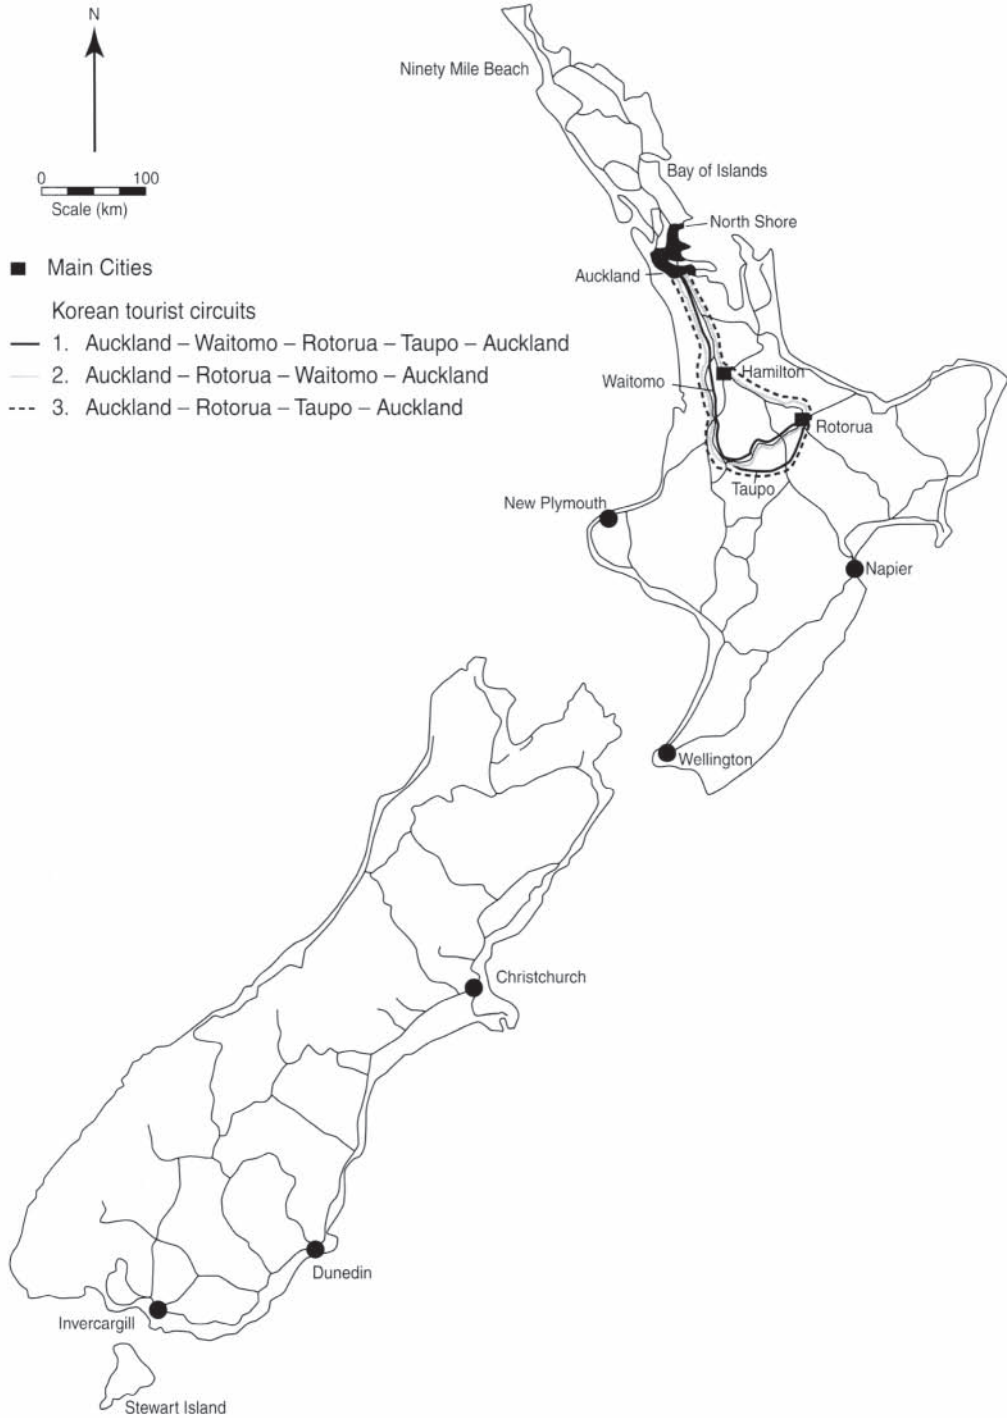 N
Ninety Mile Beach
0 100
Scale (km)
Bay of Islands
North Shore
Main Cities
Auckland
Korean tourist circuits
1. Auckland – Waitomo – Rotorua – Taupo – Auckland
2. Auckland – Rotorua – Waitomo – Auckland
3. Auckland – Rotorua – Taupo – Auckland
Waitomo
Hamilton
Rotorua
Taupo
New Plymouth
Napier
Wellington
Christchurch
Dunedin
Invercargill
Stewart Island